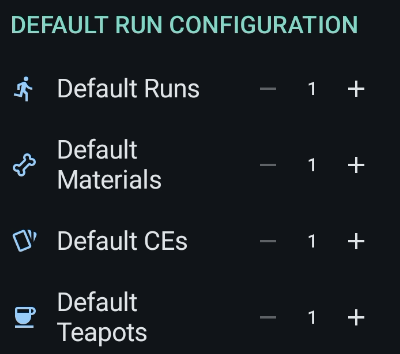 DEFAULT RUN CONFIGURATION
Default Runs − 1 +
Default
Materials − 1 +
Default CEs − 1 +
Default
Teapots − 1 +